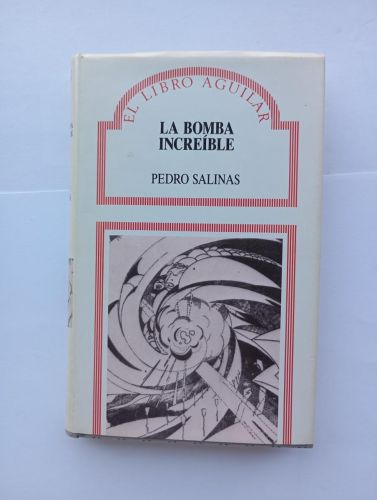 EL LIBRO AGUILAR
LA BOMBA
INCREÍBLE
PEDRO SALINAS